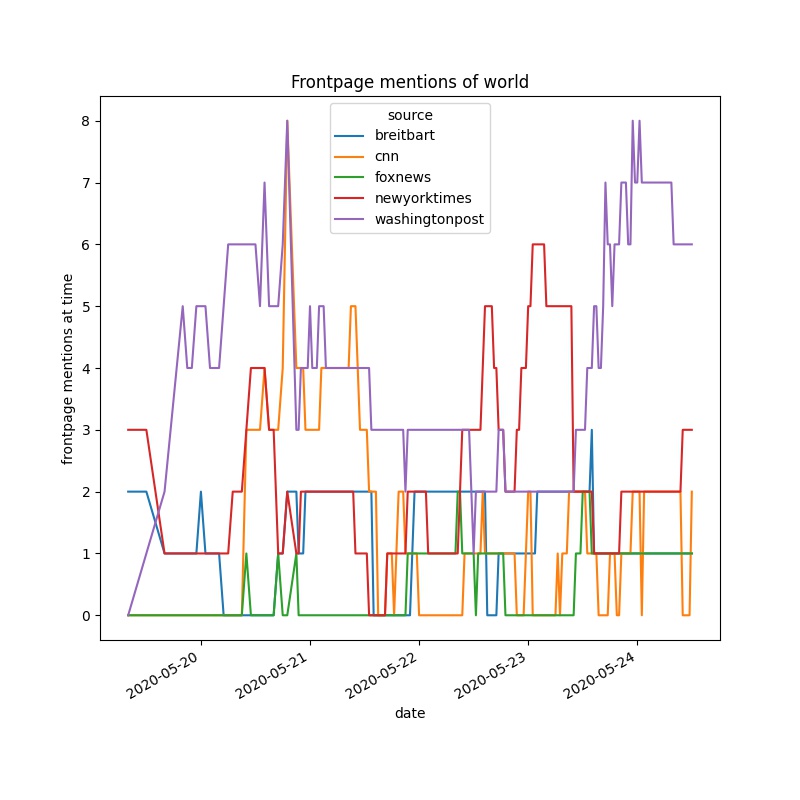 Frontpage mentions of world
source
breitbart
cnn
foxnews
newyorktimes
washingtonpost
frontpage mentions at time
8
7
6
5
4
3
2
1
0
2020-05-20
2020-05-21
2020-05-22
2020-05-23
2020-05-24
date